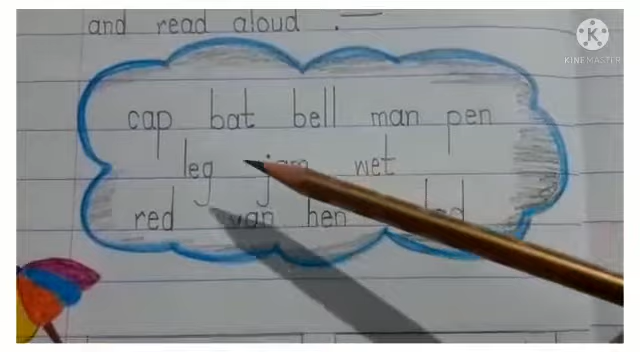 and read aloud .—
K
KINEMASTER
cap bat bell man pen
leg jam wet
red van hen